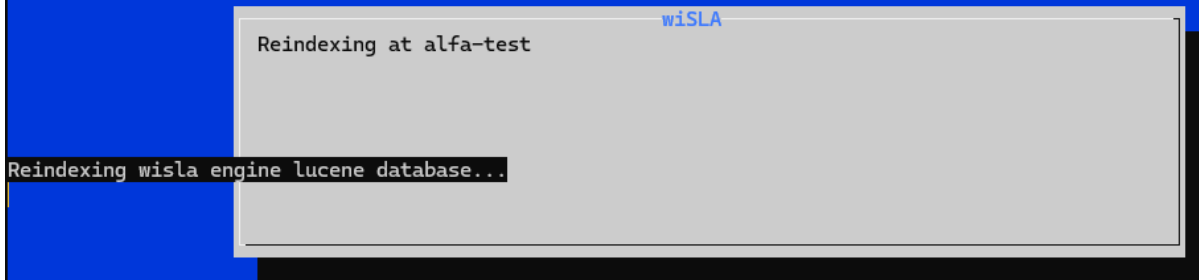 wiSLA
Reindexing at alfa-test
Reindexing wisla engine lucene database...